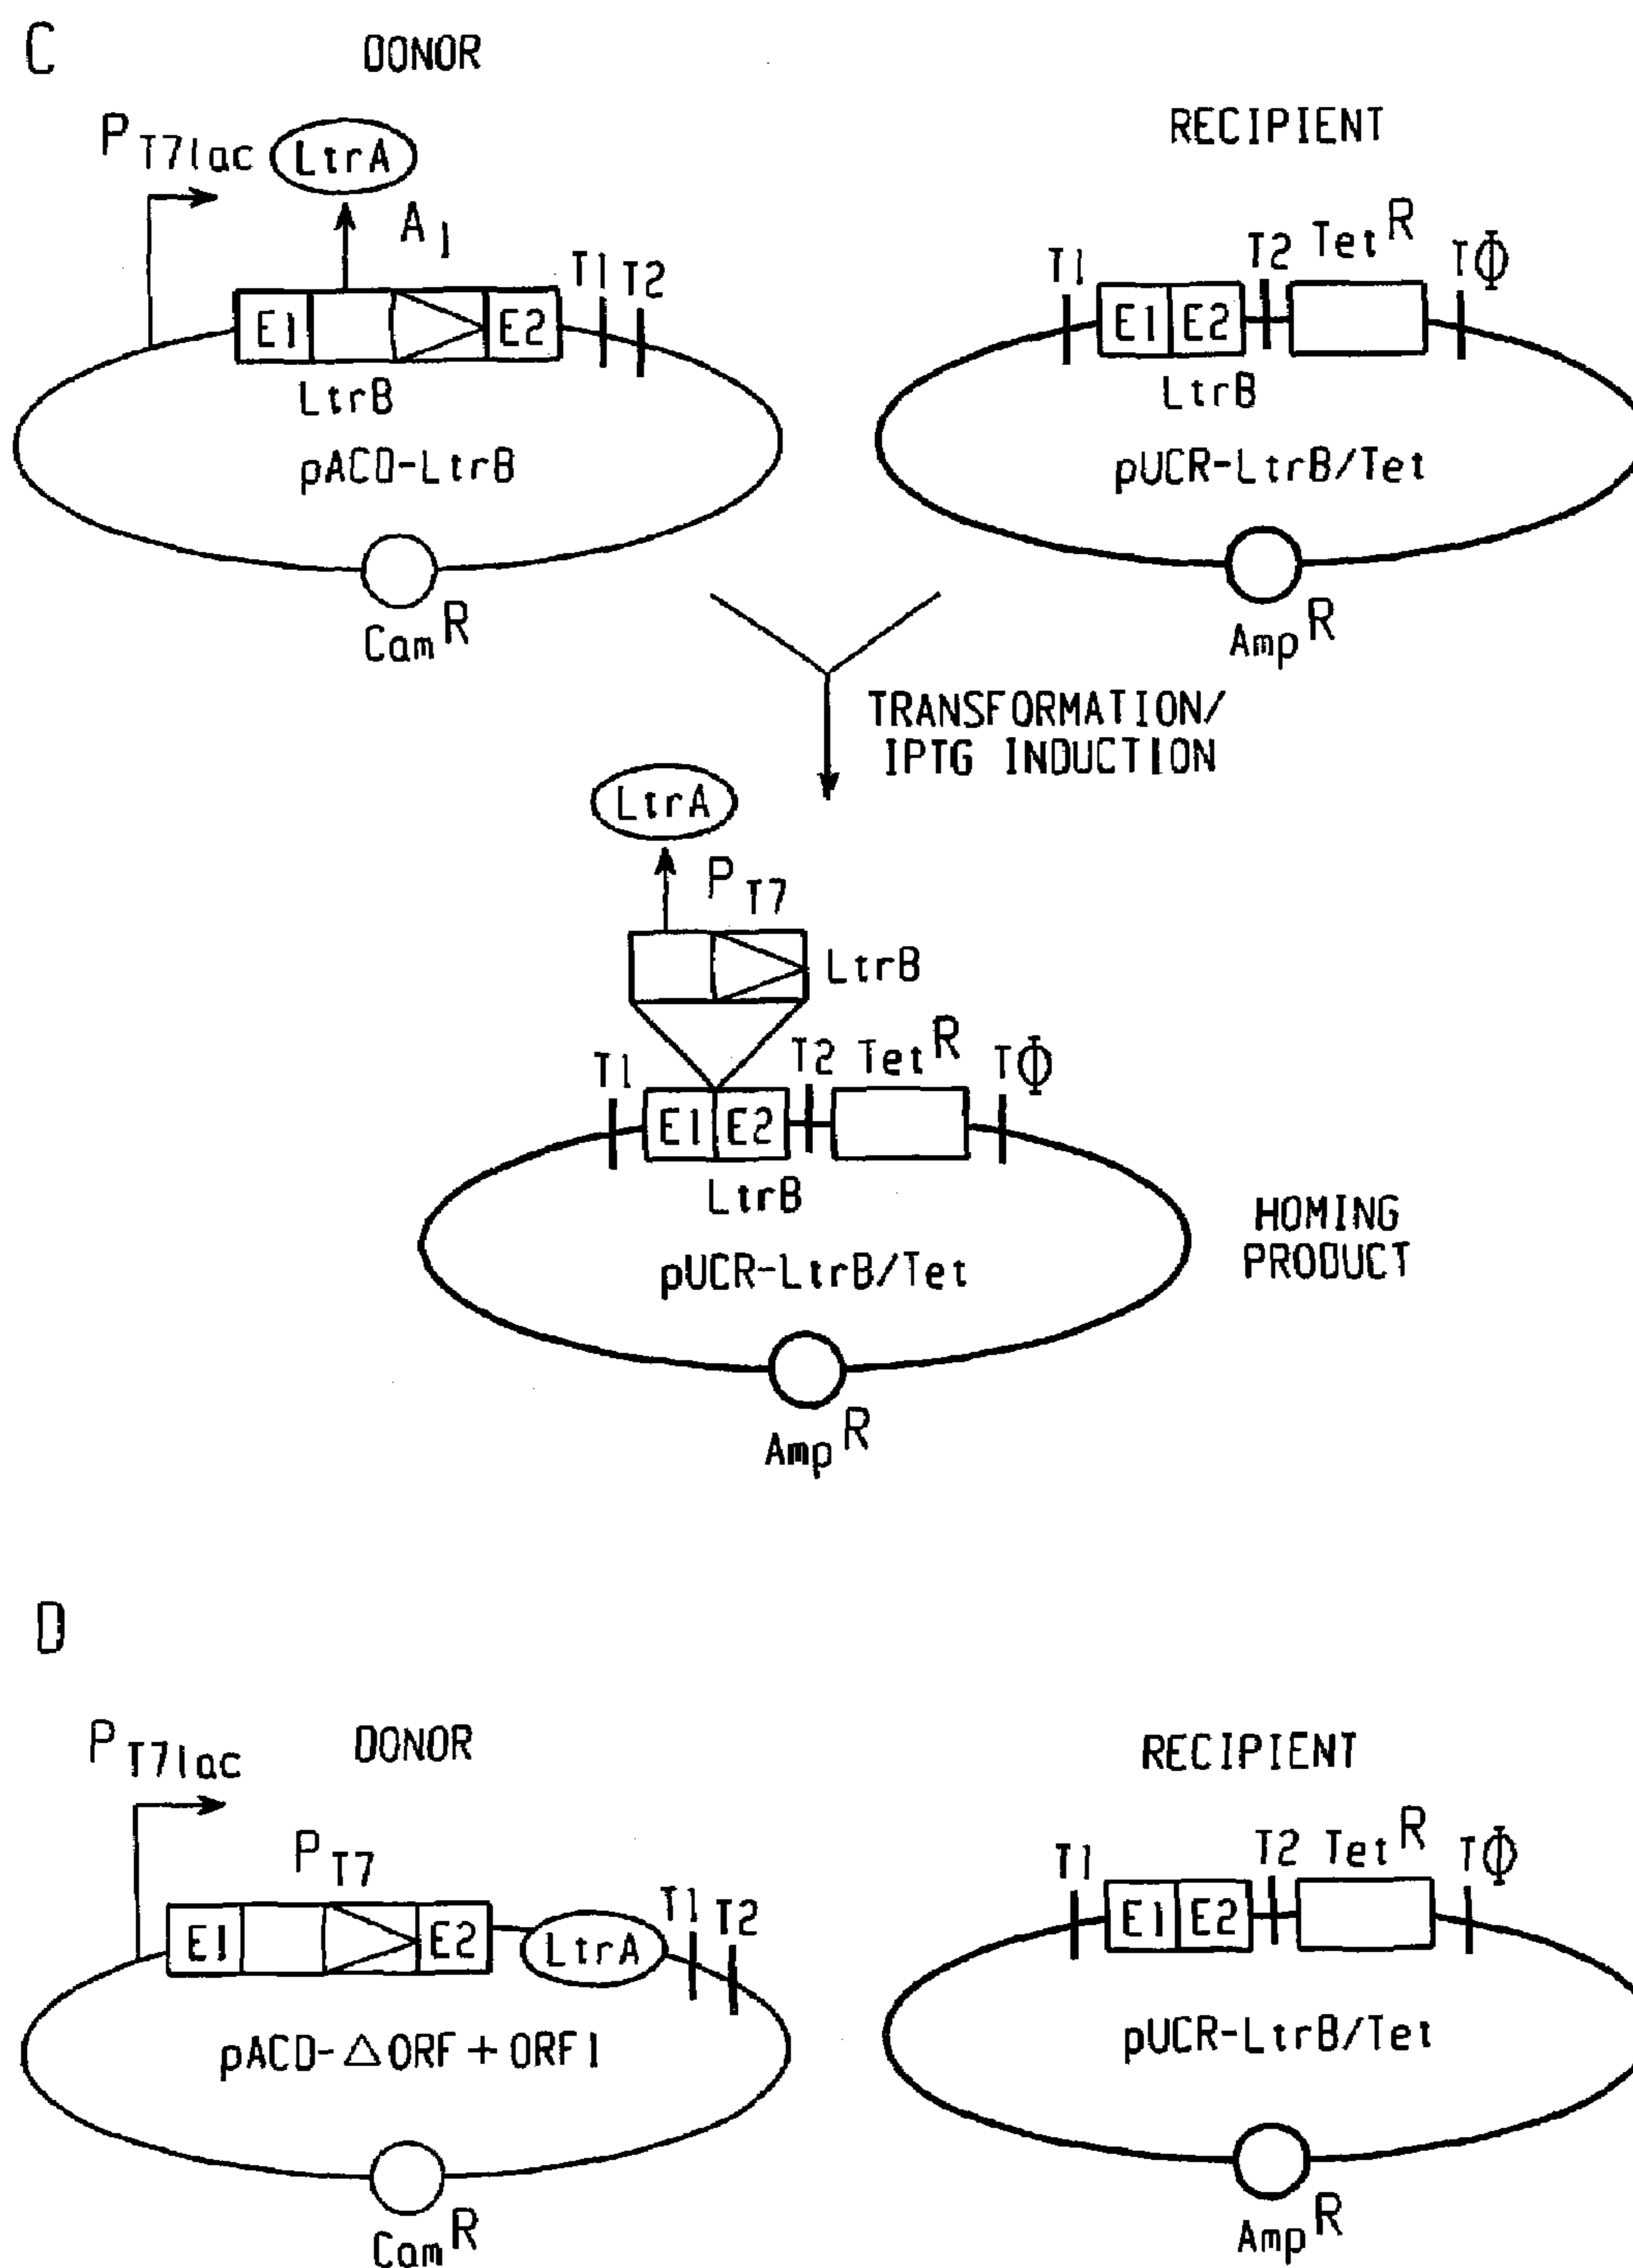 C
DONOR
RECIPIENT
P T7lac
LtrA
A1
E1
E2
T1
T2
LtrB
pACD-LtrB
Cam R
T1
E1
E2
T2
Tet R
TΦ
LtrB
pUCR-LtrB/Tet
Amp R
TRANSFORMATION/
IPTG INDUCTION
LtrA
P T7
LtrB
T1
E1
E2
T2
Tet R
TΦ
LtrB
pUCR-LtrB/Tet
Amp R
HOMING
PRODUCT
D
DONOR
RECIPIENT
P T7lac
P T7
E1
E2
LtrA
T1
T2
pACD-△ORF+ORF1
Cam R
T1
E1
E2
T2
Tet R
TΦ
pUCR-LtrB/Tet
Amp R